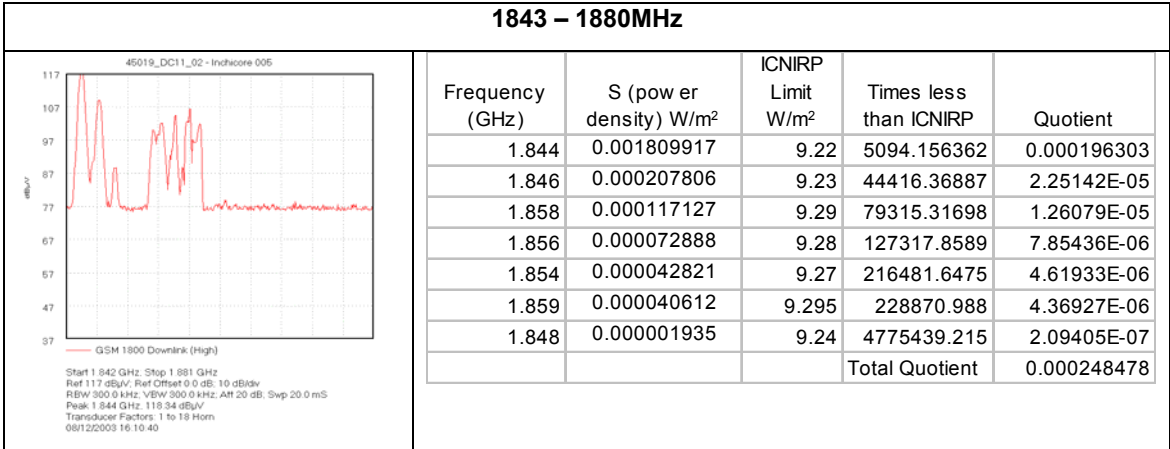 1843 – 1880MHz
45019_DC11_02 - Inchicore 005
117
107
97
87
77
67
57
47
37
dBµV
GSM 1800 Downlink (High)
Start 1.842 GHz, Stop 1.881 GHz
Ref 117 dBµV, Ref Offset 0.0 dB, 10 dB/div
RBW 300.0 kHz, VBW 300.0 kHz, Att 20 dB, Swp 20.0 mS
Peak 1.844 GHz, 118.34 dBµV
Transducer Factors: 1 to 18 Horn
08/12/2003 16:10:40
Frequency (GHz) S (pow er density) W/m² ICNIRP Limit W/m² Times less than ICNIRP Quotient
1.844 0.001809917 9.22 5094.156362 0.000196303
1.846 0.000207806 9.23 44416.36887 2.25142E-05
1.858 0.000117127 9.29 79315.31698 1.26079E-05
1.856 0.000072888 9.28 127317.8589 7.85436E-06
1.854 0.000042821 9.27 216481.6475 4.61933E-06
1.859 0.000040612 9.295 228870.988 4.36927E-06
1.848 0.000001935 9.24 4775439.215 2.09405E-07
Total Quotient 0.000248478